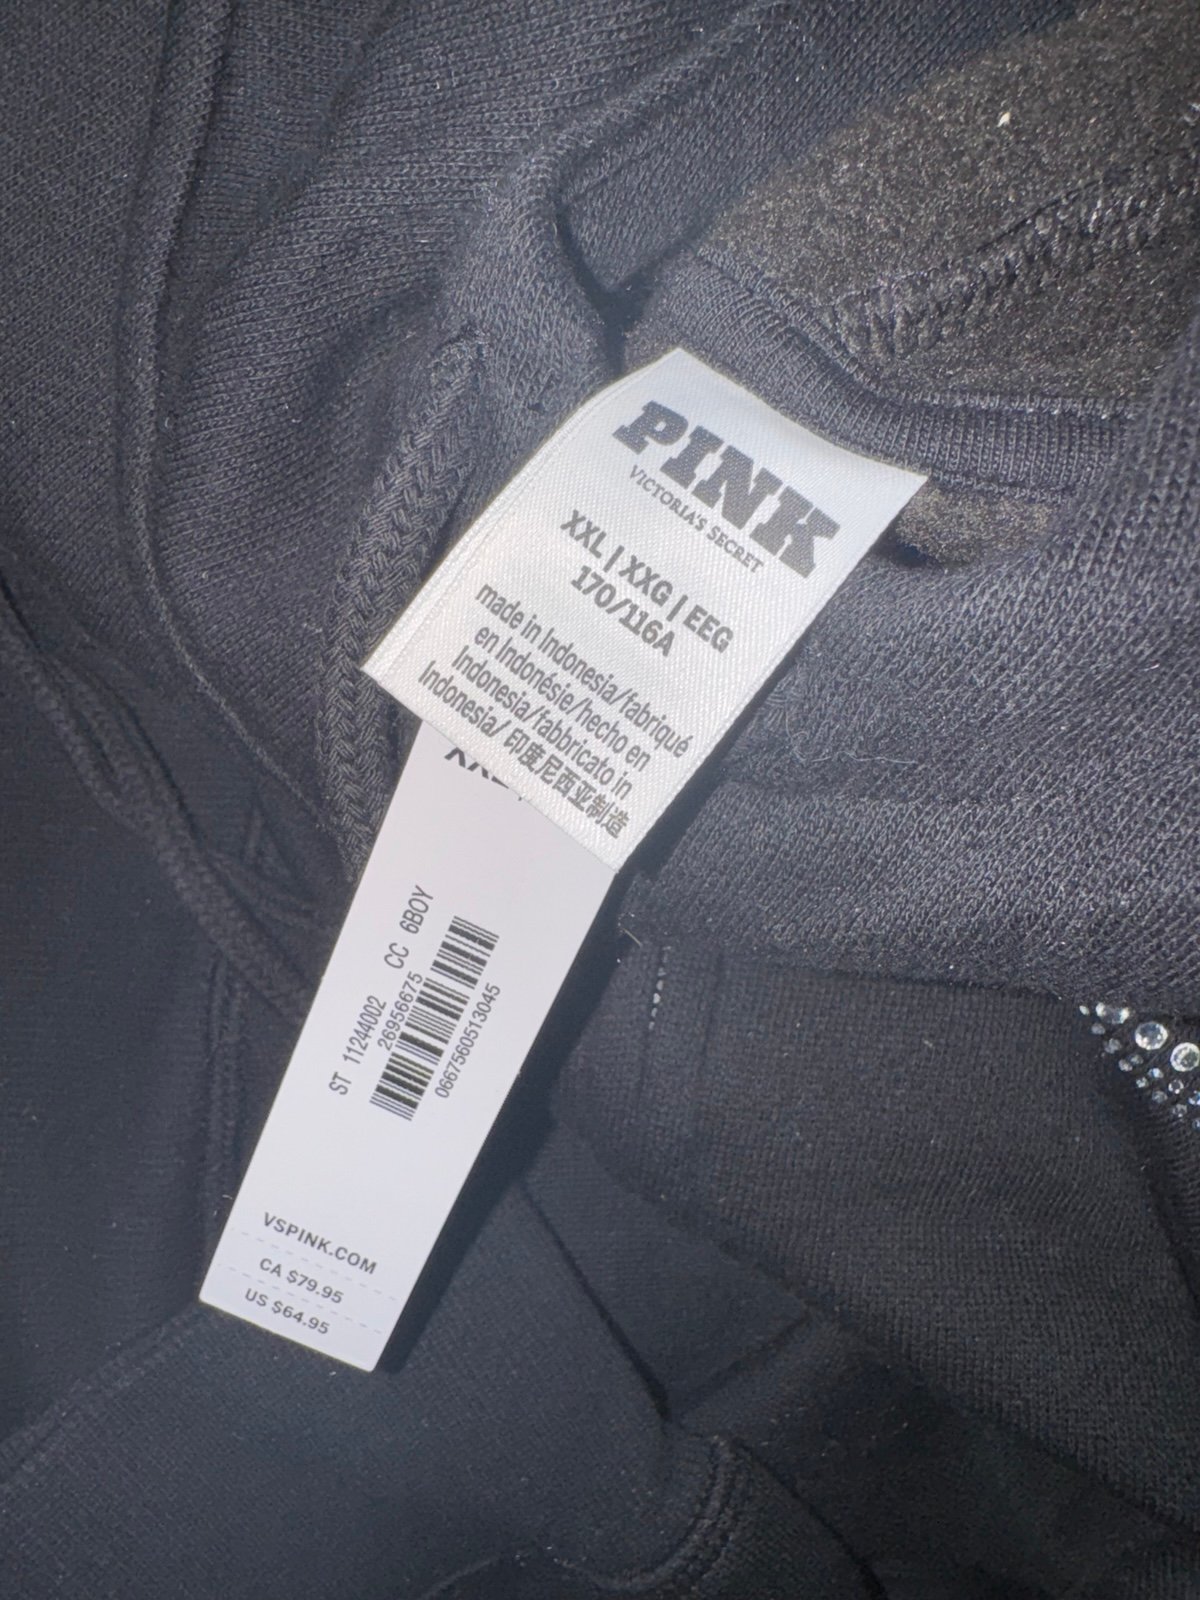 PINK
VICTORIA'S SECRET
XXL | XXG | EEG
170/116A
made in Indonesia/fabriqué
en Indonésie/hecho en
Indonesia/fabbricato in
Indonesia/ 印度尼西亚制造
ST 11244002 CC 6BOY
26956675
0667560513045
VSPINK.COM
CA $79.95
US $64.95